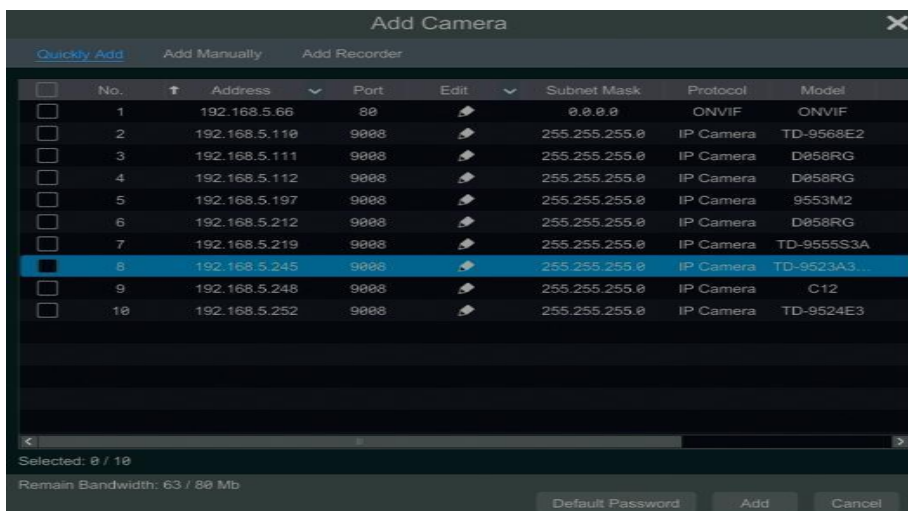 Add Camera
Quickly Add Add Manually Add Recorder
No. Address Port Edit Subnet Mask Protocol Model
1 192.168.5.66 80 0.0.0.0 ONVIF ONVIF
2 192.168.5.110 9008 255.255.255.0 IP Camera TD-9568E2
3 192.168.5.111 9008 255.255.255.0 IP Camera D058RG
4 192.168.5.112 9008 255.255.255.0 IP Camera D058RG
5 192.168.5.197 9008 255.255.255.0 IP Camera 9553M2
6 192.168.5.212 9008 255.255.255.0 IP Camera D058RG
7 192.168.5.219 9008 255.255.255.0 IP Camera TD-9555S3A
8 192.168.5.245 9008 255.255.255.0 IP Camera TD-9523A3...
9 192.168.5.248 9008 255.255.255.0 IP Camera C12
10 192.168.5.252 9008 255.255.255.0 IP Camera TD-9524E3
Selected: 0 / 10
Remain Bandwidth: 63 / 80 Mb
Default Password Add Cancel